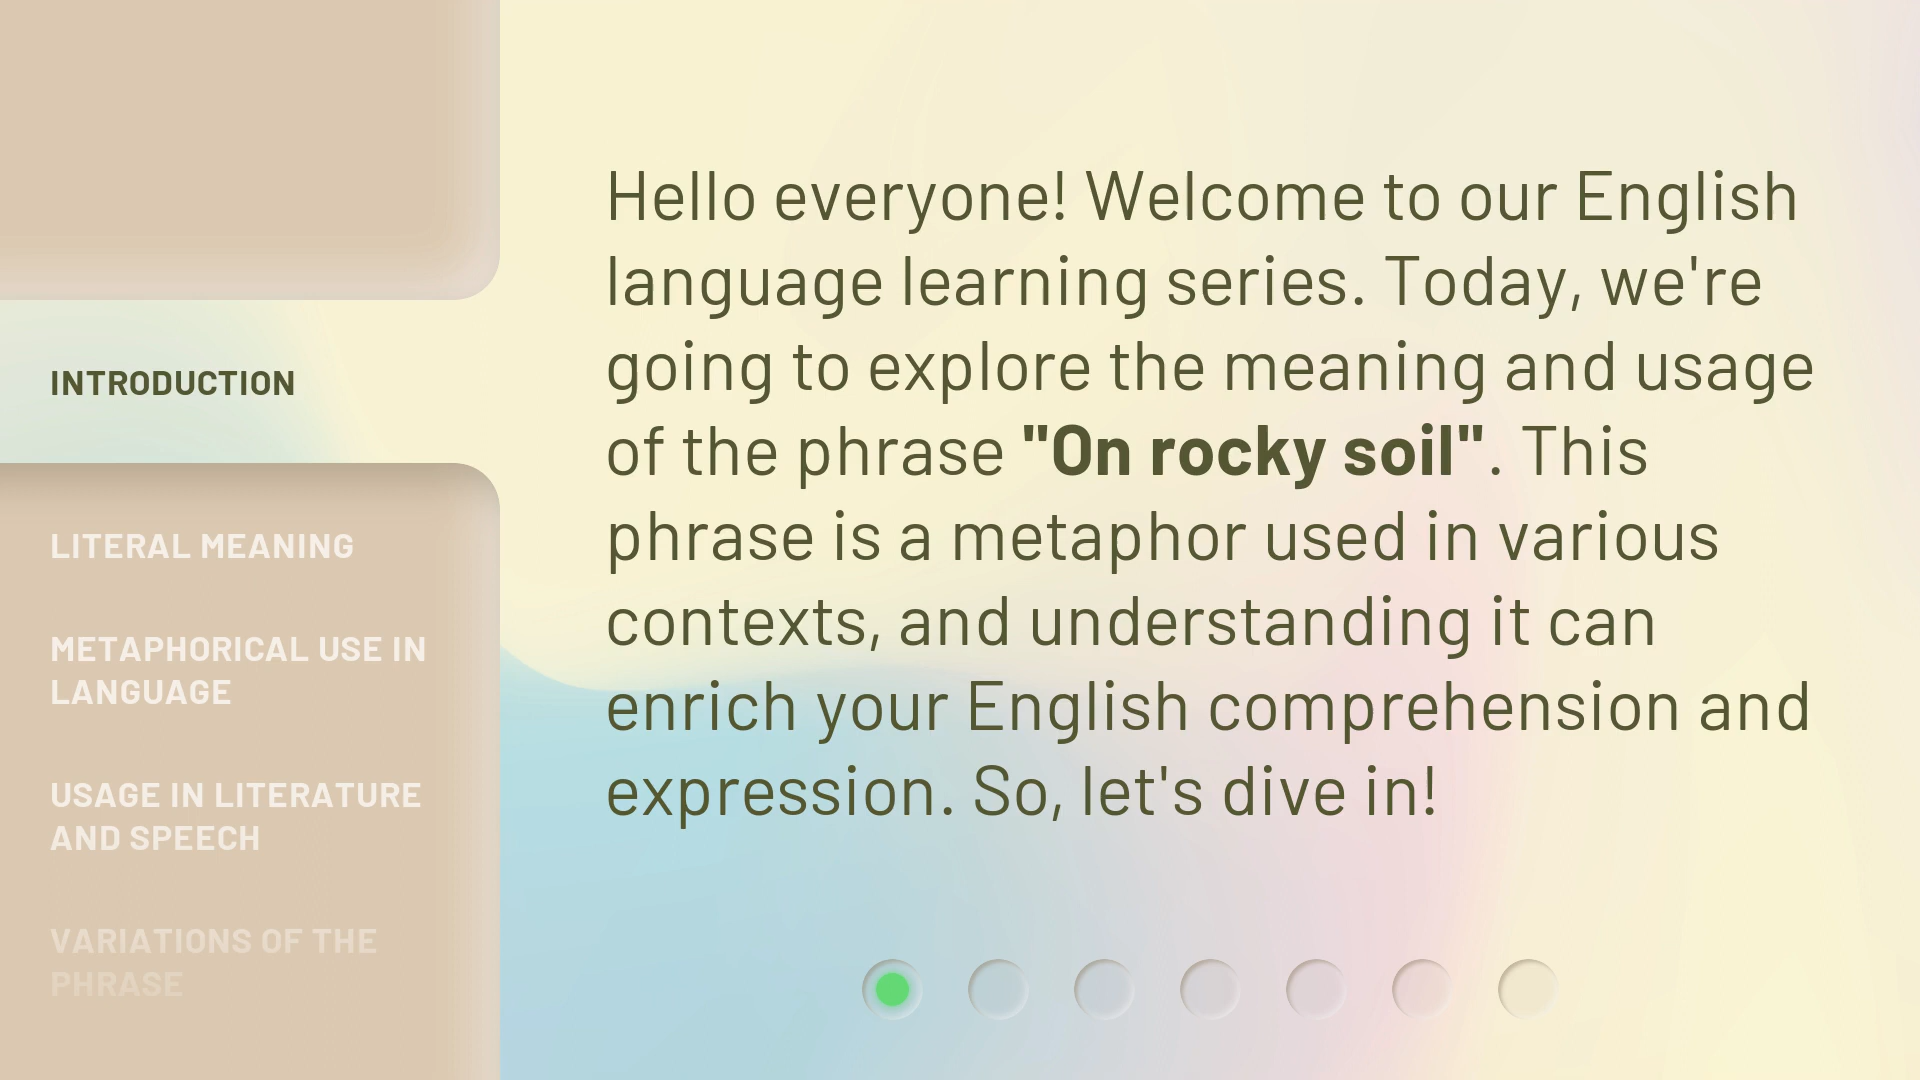 INTRODUCTION
LITERAL MEANING
METAPHORICAL USE IN
LANGUAGE
USAGE IN LITERATURE
AND SPEECH
VARIATIONS OF THE
PHRASE
Hello everyone! Welcome to our English
language learning series. Today, we're
going to explore the meaning and usage
of the phrase "On rocky soil". This
phrase is a metaphor used in various
contexts, and understanding it can
enrich your English comprehension and
expression. So, let's dive in!